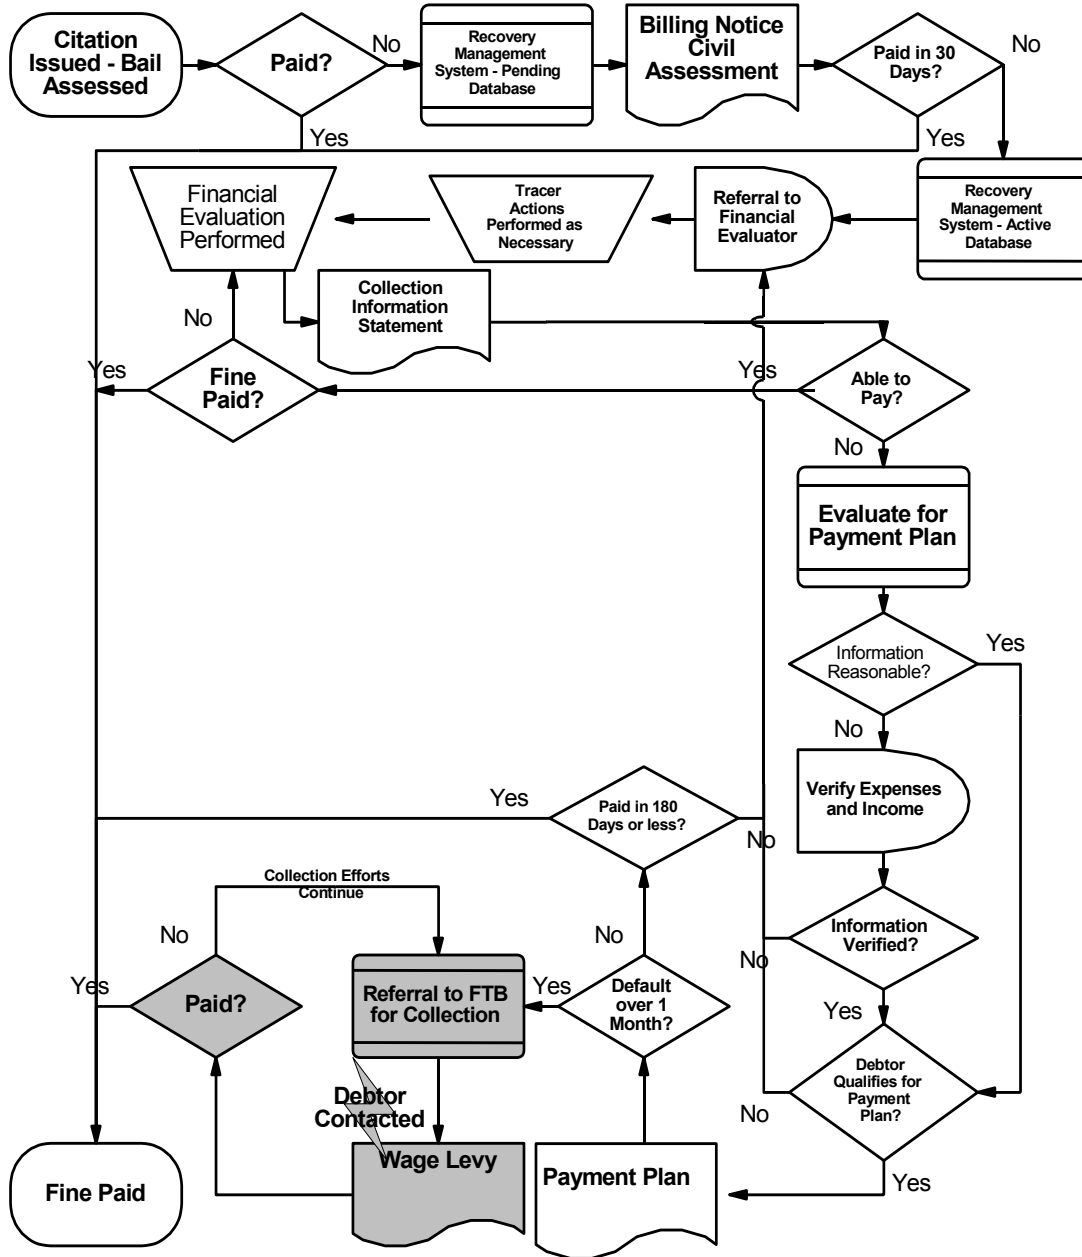 Citation
Issued - Bail
Assessed
Paid?
No
Yes
Recovery
Management
System - Pending
Database
Billing Notice
Civil
Assessment
Paid in 30
Days?
No
Yes
Financial
Evaluation
Performed
Tracer
Actions
Performed as
Necessary
Referral to
Financial
Evaluator
Recovery
Management
System - Active
Database
Collection
Information
Statement
No
Yes
Fine
Paid?
Yes
Able to
Pay?
No
Evaluate for
Payment Plan
Information
Reasonable?
Yes
No
Verify Expenses
and Income
Yes
Paid in 180
Days or less?
No
Collection Efforts
Continue
Information
Verified?
No
Yes
No
Yes
Paid?
Referral to FTB
for Collection
Yes
No
Default
over 1
Month?
Debtor
Qualifies for
Payment
Plan?
No
Yes
Debtor
Contacted
Wage Levy
Payment Plan
Fine Paid